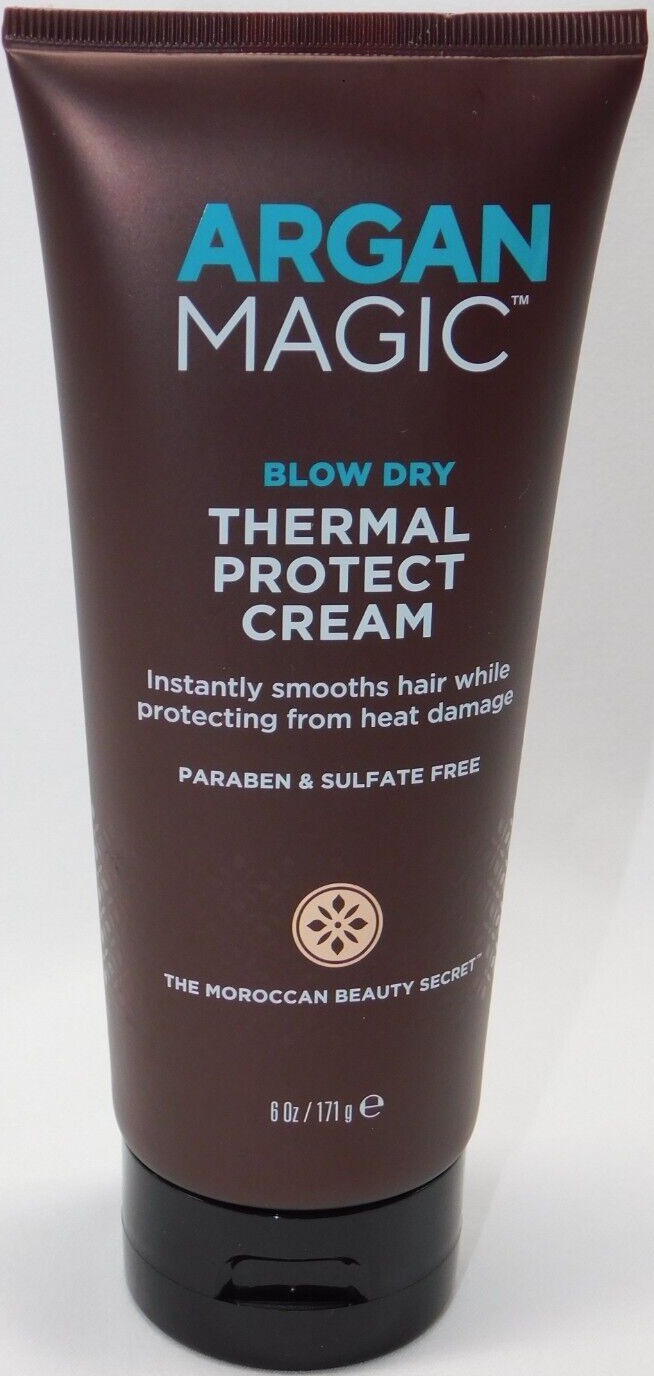 ARGAN
MAGIC™
BLOW DRY
THERMAL
PROTECT
CREAM
Instantly smooths hair while
protecting from heat damage
PARABEN & SULFATE FREE
THE MOROCCAN BEAUTY SECRET™
6 Oz / 171 g ℮